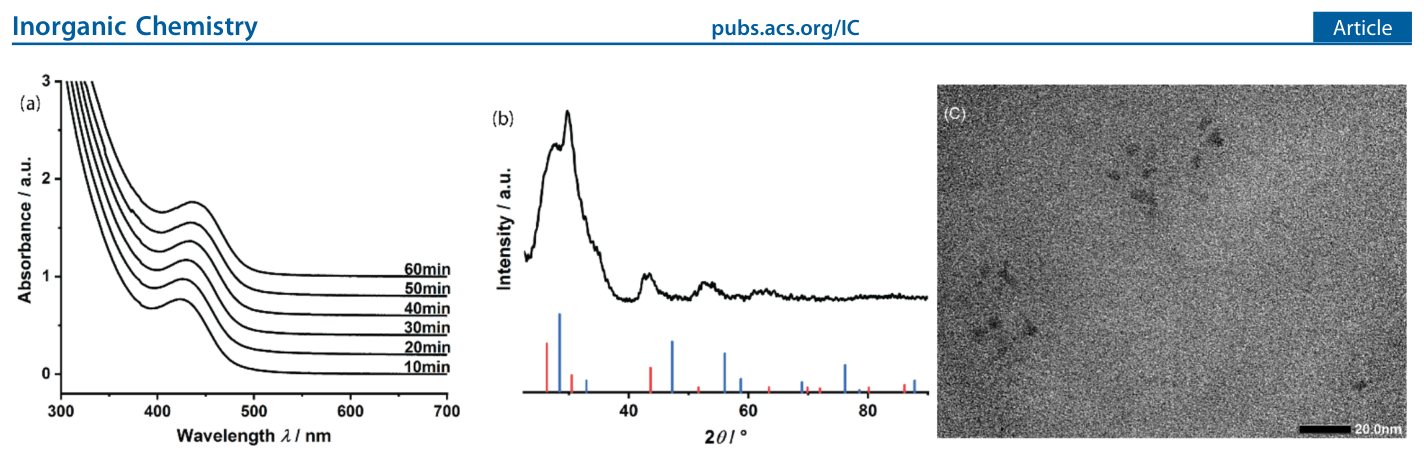 Inorganic Chemistry
pubs.acs.org/IC
Article
(a)
Absorbance / a.u.
3
2
1
0
60min
50min
40min
30min
20min
10min
300
400
500
600
700
Wavelength λ / nm
(b)
Intensity / a.u.
40
60
80
2θ / °
(C)
20.0nm